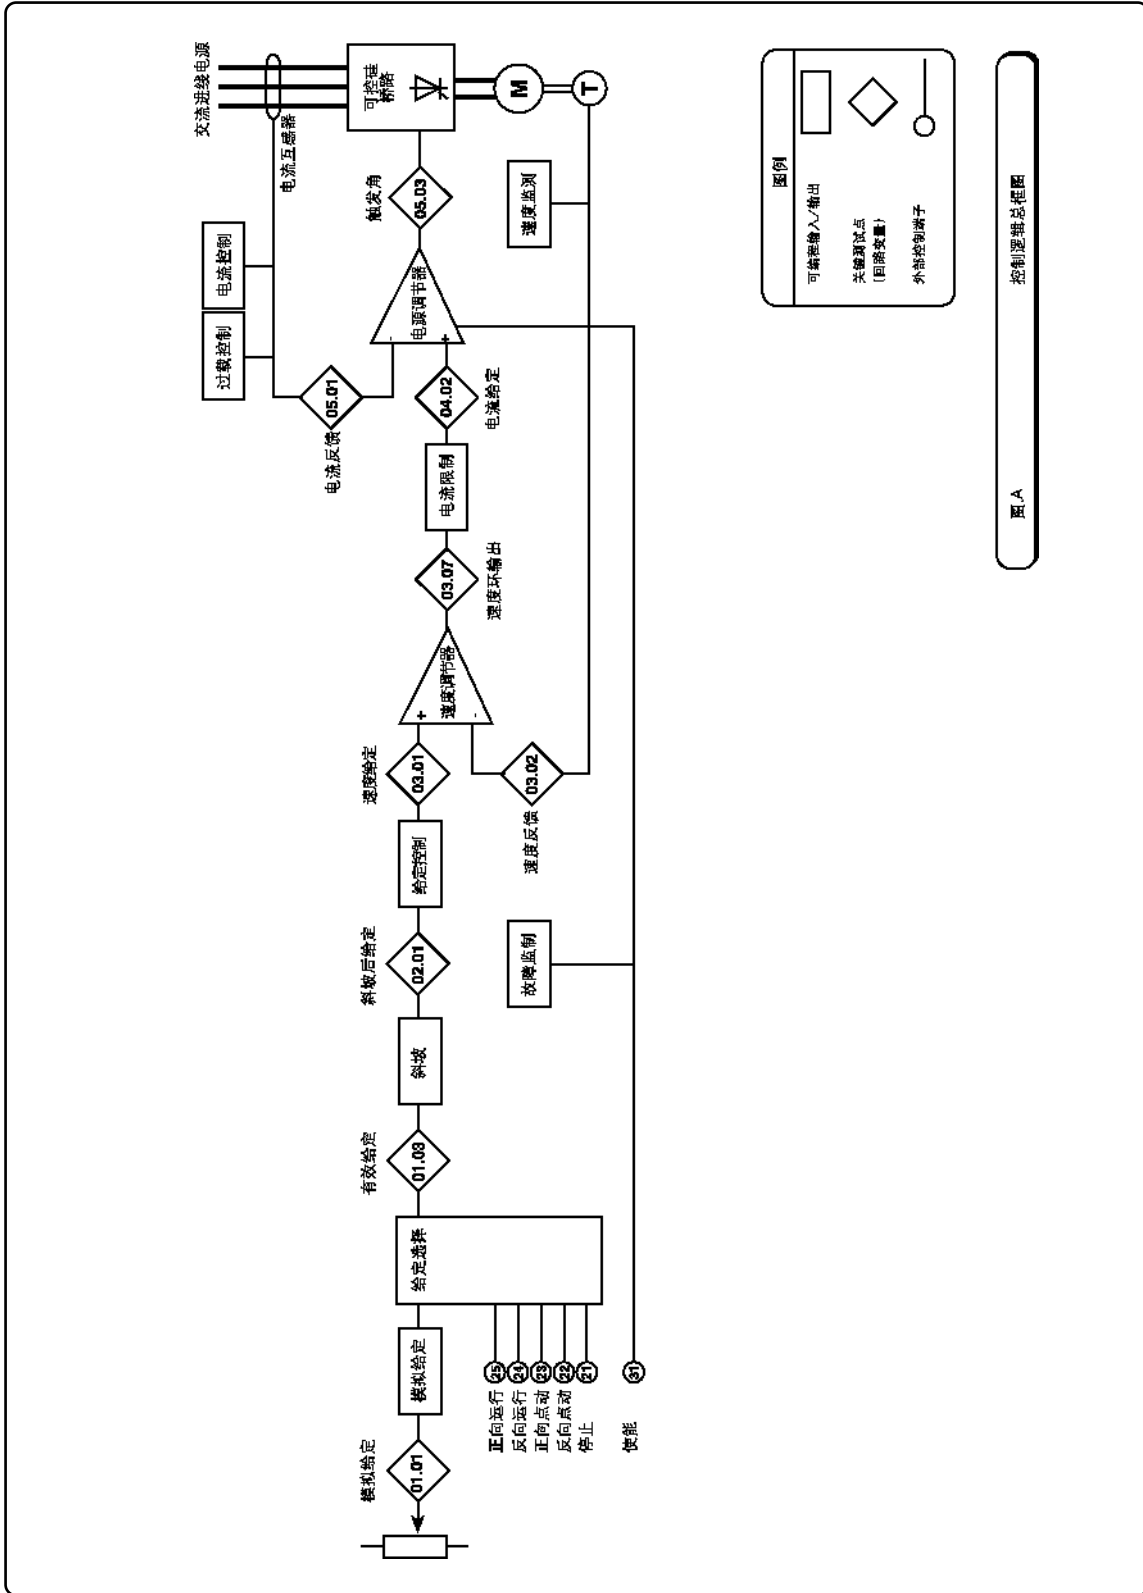 交流进线电源
电流互感器
可控硅
桥路
M
T
触发角
05.03
电流控制
过载控制
速度监测
电源调节器
-
+
05.01
电流反馈
04.02
电流给定
电流限制
03.07
速度环输出
速度调节器
+
-
速度给定
03.01
03.02
速度反馈
给定控制
斜坡后给定
02.01
故障监制
斜坡
有效给定
01.03
给定选择
模拟给定
模拟给定
01.01
正向运行 25
反向运行 24
正向点动 23
反向点动 22
停止 21
使能 31
图例
可编程输入/输出
关键测试点
(回路变量)
外部控制端子
图.A 控制逻辑总框图